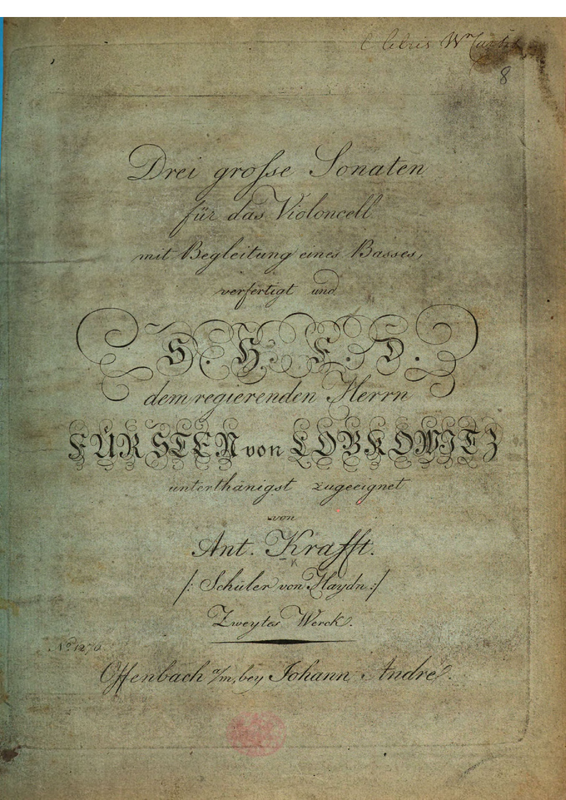 8
Drei grosse Sonaten
für das Violoncell
mit Begleitung eines Basses,
verfertigt und
S. H. F. D.
dem regierenden Herrn
FÜRSTEN von LOBKOWITZ
unterthänigst zugeeignet
von
Ant. Krafft.
[: Schüler von Haydn :]
Zweytes Werck.
Offenbach a/m, bey Johann André.